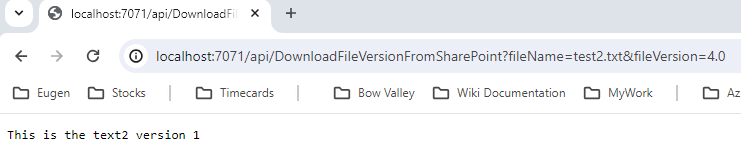 localhost:7071/api/DownloadFil
localhost:7071/api/DownloadFileVersionFromSharePoint?fileName=test2.txt&fileVersion=4.0
Eugen Stocks | Timecards | Bow Valley Wiki Documentation MyWork | Az
This is the text2 version 1